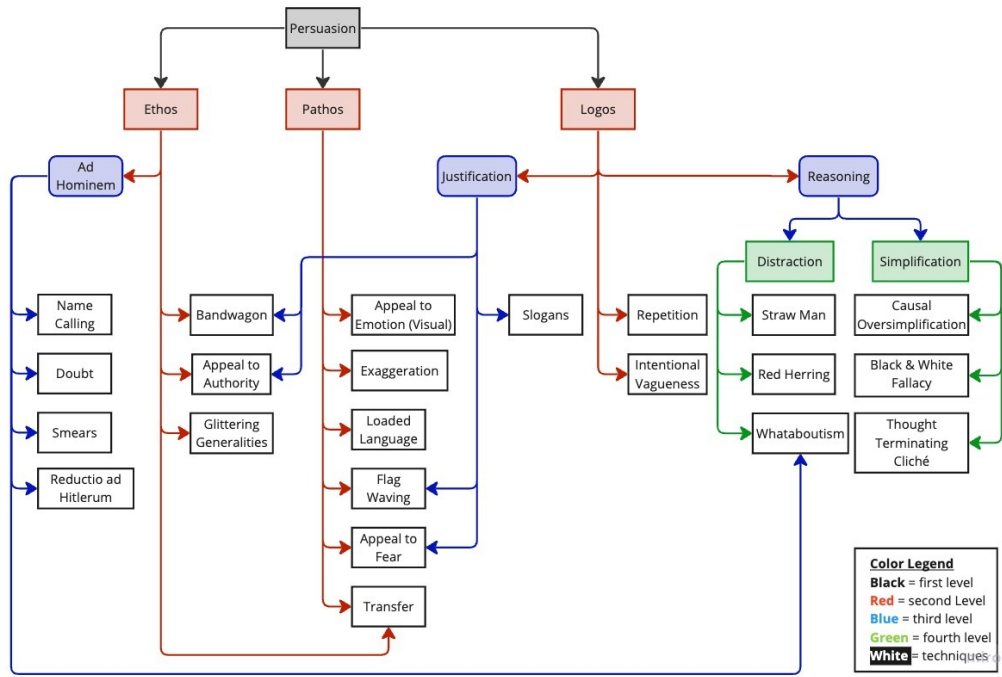 Persuasion
Ethos
Pathos
Logos
Ad
Hominem
Justification
Reasoning
Distraction
Simplification
Name
Calling
Bandwagon
Appeal to
Emotion (Visual)
Slogans
Repetition
Straw Man
Causal
Oversimplification
Doubt
Appeal to
Authority
Exaggeration
Intentional
Vagueness
Red Herring
Black & White
Fallacy
Smears
Glittering
Generalities
Loaded
Language
Whataboutism
Thought
Terminating
Cliché
Reductio ad
Hitlerum
Flag
Waving
Appeal to
Fear
Transfer
Color Legend
Black = first level
Red = second Level
Blue = third level
Green = fourth level
White = techniques